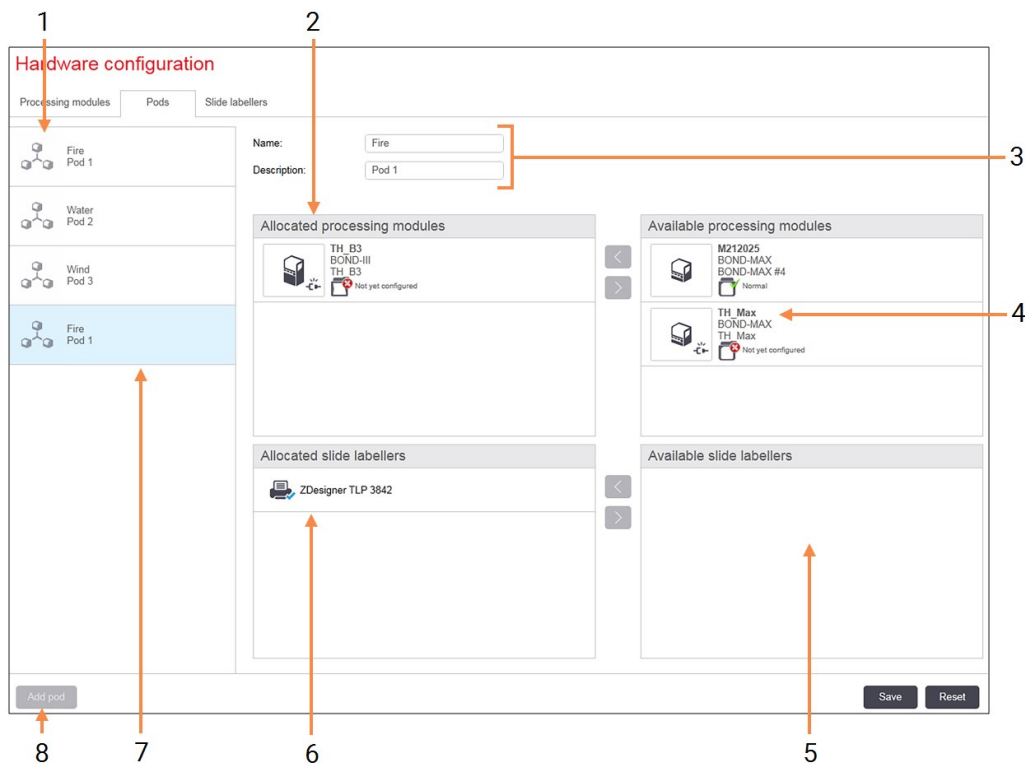 1
2
Hardware configuration
Processing modules
Pods
Slide labellers
Fire
Pod 1
Water
Pod 2
Wind
Pod 3
Fire
Pod 1
Name:
Fire
Description:
Pod 1
3
Allocated processing modules
TH_B3
BOND-III
TH_B3
Not yet configured
<
>
Available processing modules
M212025
BOND-MAX
BOND-MAX #4
Normal
TH_Max
BOND-MAX
TH_Max
Not yet configured
4
Allocated slide labellers
ZDesigner TLP 3842
<
>
Available slide labellers
Add pod
Save
Reset
8
7
6
5